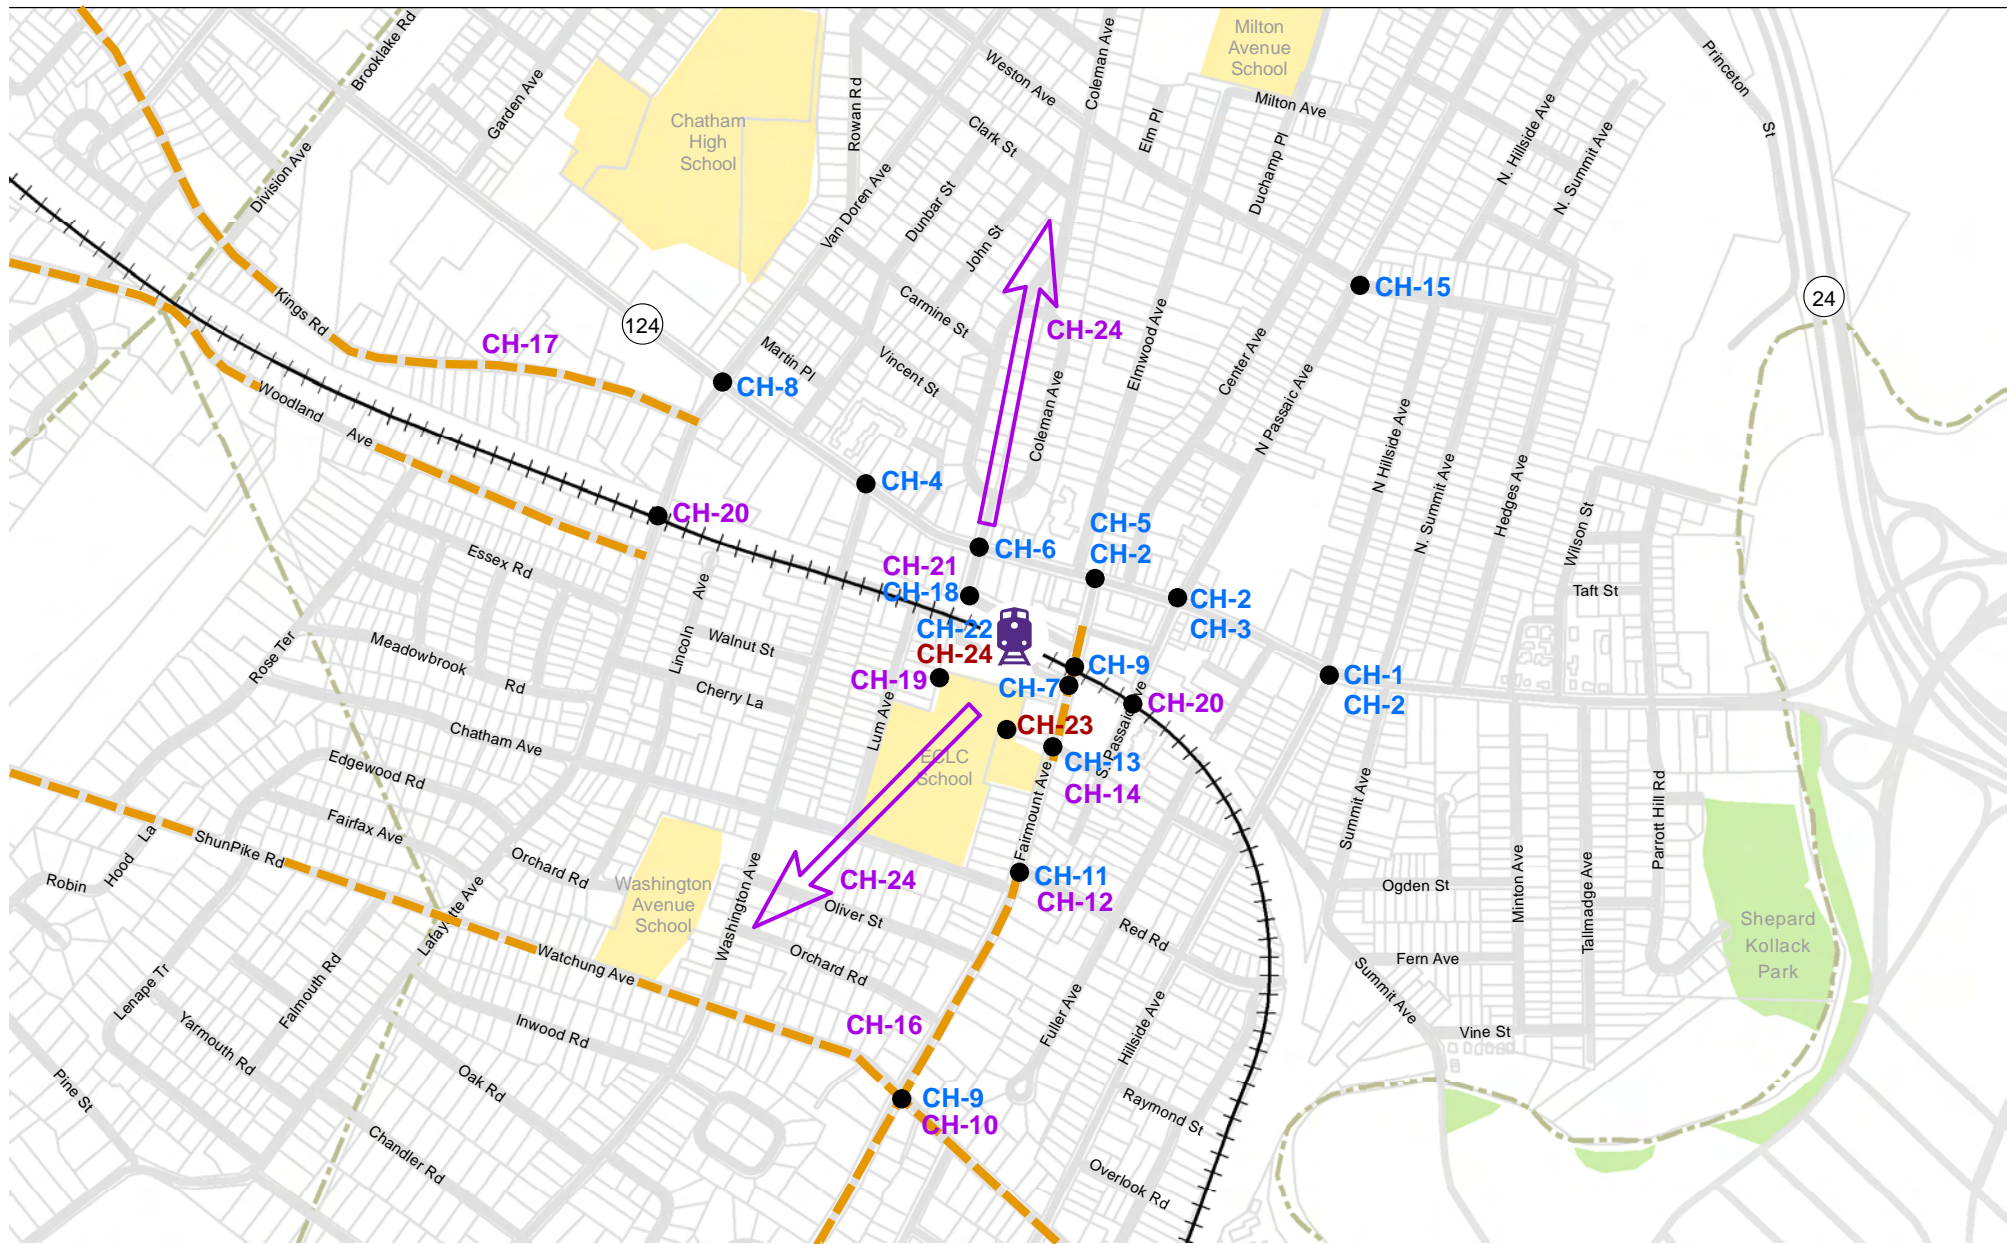 Brooklake Rd
Coleman Ave
Milton
Avenue
School
Princeton
St
Weston Ave
Garden Ave
Rowan Rd
Milton Ave
Elm Pl
Chatham
High
School
Clark St
Duchamp Pl
N. Hillside Ave
N. Summit Ave
Division Ave
Van Doren Ave
Dunbar St
John St
Kings Rd
Carmine St
CH-15
24
124
CH-17
CH-24
Martin Pl
Elmwood Ave
Center Ave
Vincent St
CH-8
Woodland
Ave
Coleman Ave
N Passaic Ave
N Hillside Ave
N. Summit Ave
Hedges Ave
Wilson St
CH-4
CH-20
CH-5
CH-2
CH-6
Essex Rd
CH-21
CH-18
Ave
Lincoln
Taft St
CH-2
CH-3
CH-22
CH-24
Walnut St
Meadowbrook
Rd
Rose Ter
CH-9
CH-7
CH-19
Cherry La
Lum Ave
S. Passaic Ave
CH-20
CH-1
CH-2
CH-23
Chatham Ave
ECLC
School
CH-13
CH-14
Edgewood Rd
Fairmount Ave
Summit Ave
Parrott Hill Rd
Fairfax Ave
Hood La
ShunPike Rd
Robin
Orchard Rd
Washington
Avenue
School
Washington Ave
CH-24
CH-11
CH-12
Ogden St
Minton Ave
Tallmadge Ave
Oliver St
Lafayette Ave
Red Rd
Shepard
Kollack
Park
Watchung Ave
Orchard Rd
Fern Ave
Summit Ave
Lenape Tr
Falmouth Rd
Yarmouth Rd
Inwood Rd
CH-16
Fuller Ave
Hillside Ave
Vine St
Pine St
Oak Rd
CH-9
CH-10
Raymond St
Chandler Rd
Overlook Rd